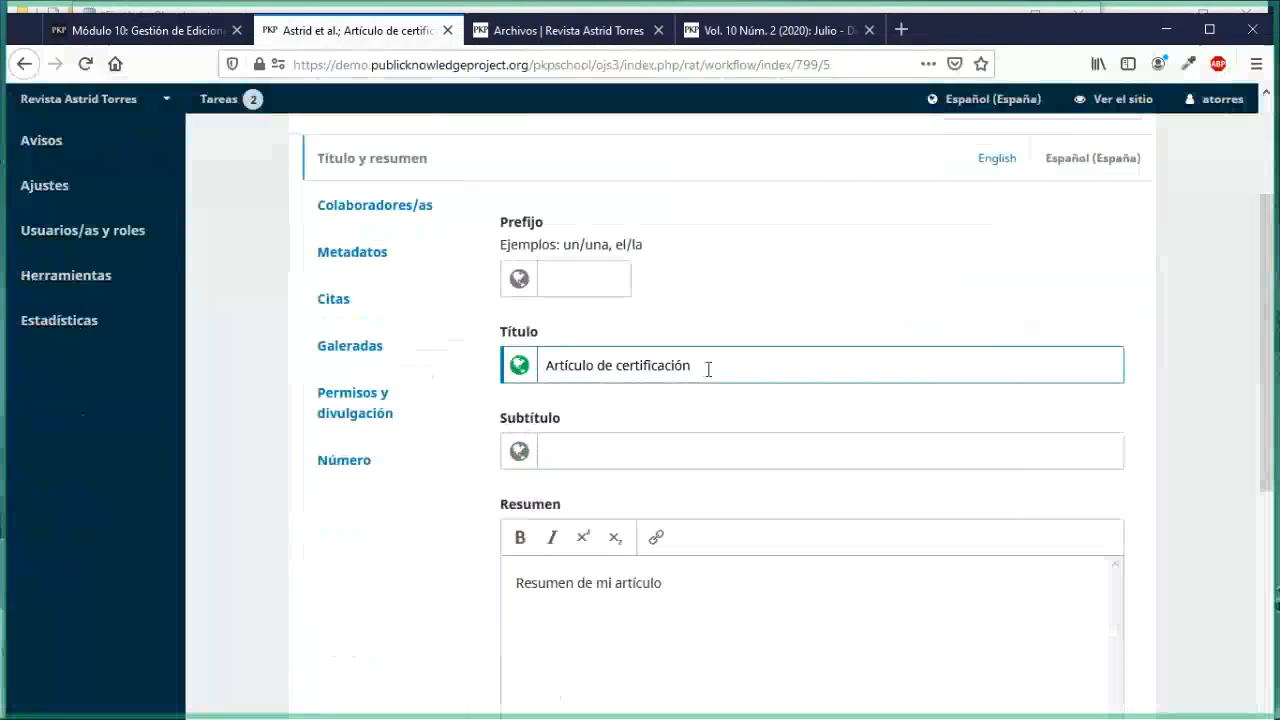 PKP Módulo 10: Gestión de Edicion
PKP Astrid et al.; Artículo de certific
PKP Archivos | Revista Astrid Torres
PKP Vol. 10 Núm. 2 (2020): Julio - D
https://demo.publicknowledgeproject.org/pkpschool/ojs3/index.php/rat/workflow/index/799/5
ABP
Revista Astrid Torres
Tareas 2
Español (España)
Ver el sitio
atorres
Avisos
Ajustes
Usuarios/as y roles
Herramientas
Estadísticas
Título y resumen
English
Español (España)
Colaboradores/as
Metadatos
Citas
Galeradas
Permisos y
divulgación
Número
Prefijo
Ejemplos: un/una, el/la
Título
Artículo de certificación
Subtítulo
Resumen
B I x² x₂
Resumen de mi artículo